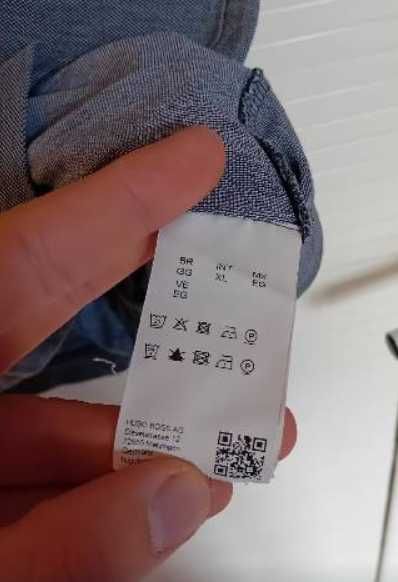 BR
GG
INT
XL
MX
EG
VE
EG
P
P
HUGO BOSS AG
Dieselstrasse 12
72555 Metzingen
Germany